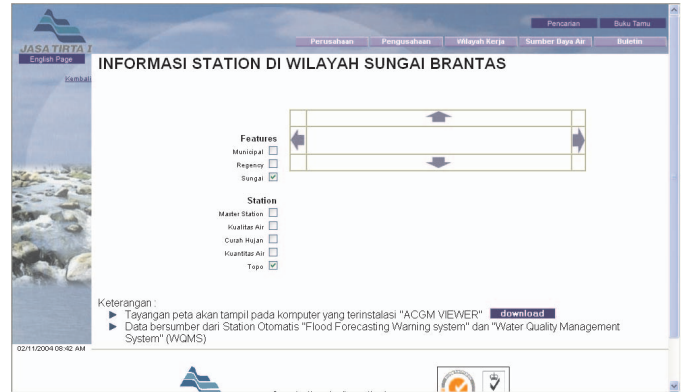 Pencarian Buku Tamu
JASA TIRTA I
Perusahaan Pengusahaan Wilayah Kerja Sumber Daya Air Buletin
English Page
INFORMASI STATION DI WILAYAH SUNGAI BRANTAS
kembali
Features
Municipal
Regency
Sungai
Station
Master Station
Kualitas Air
Curah Hujan
Kuantitas Air
Topo
Keterangan :
Tayangan peta akan tampil pada komputer yang terinstalasi "ACGM VIEWER" download
Data bersumber dari Station Otomatis "Flood Forecasting Warning system" dan "Water Quality Management
System" (WQMS)
02/11/2004 08:42 AM